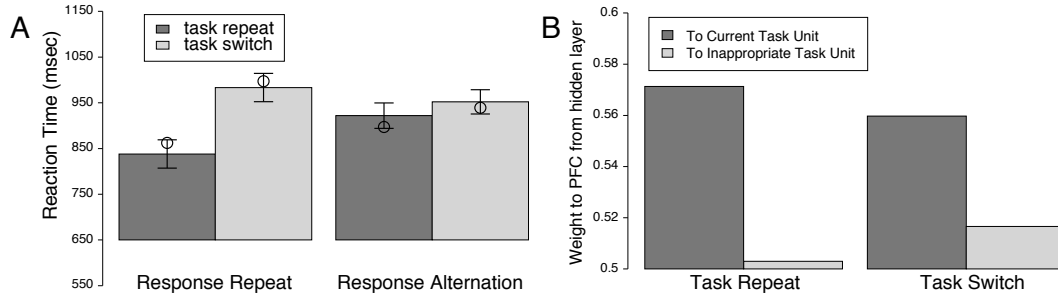 A
Reaction Time (msec)
1150
1050
950
850
750
650
550
task repeat
task switch
Response Repeat
Response Alternation
B
Weight to PFC from hidden layer
0.6
0.58
0.56
0.54
0.52
0.5
To Current Task Unit
To Inappropriate Task Unit
Task Repeat
Task Switch